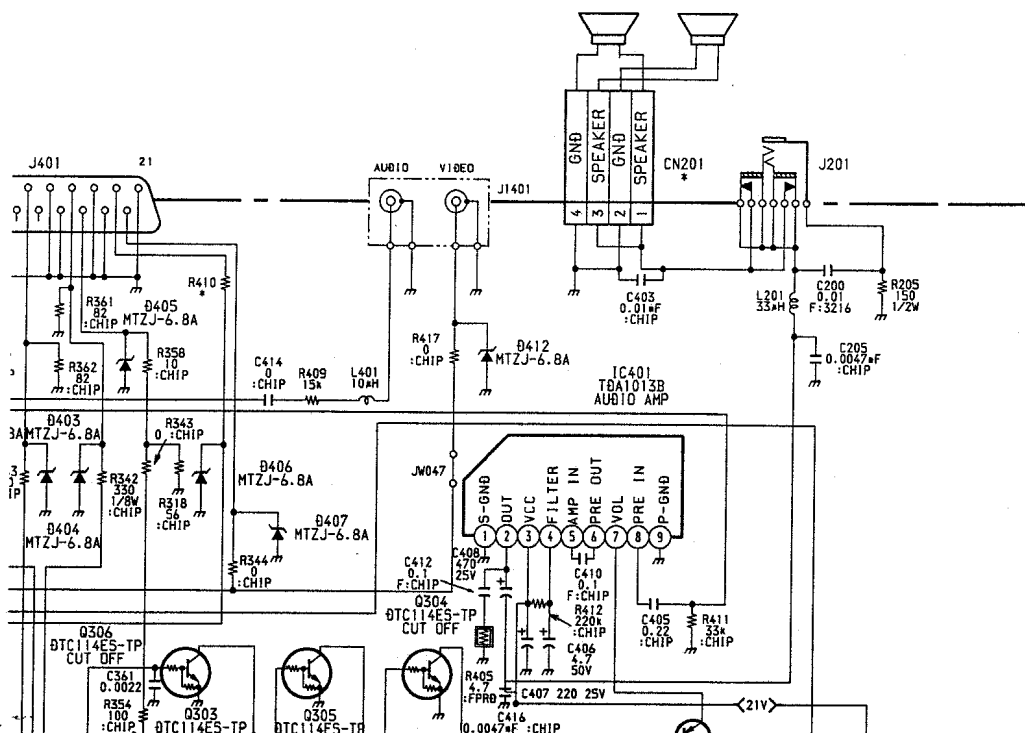 J401
21
AUDIO
VIDEO
J1401
GND
SPEAKER
GND
SPEAKER
4
3
2
1
CN201
*
J201
R410
*
R361
82
:CHIP
D405
MTZJ-6.8A
R362
82
:CHIP
R358
10
:CHIP
C414
0
:CHIP
R409
15k
L401
10µH
R417
0
:CHIP
D412
MTZJ-6.8A
C403
0.01µF
:CHIP
L201
33µH
C200
0.01
F:3216
R205
150
1/2W
C205
0.0047µF
:CHIP
IC401
TDA1013B
AUDIO AMP
D403
MTZJ-6.8A
R343
0 :CHIP
R342
330
1/8W
:CHIP
R318
56
:CHIP
D404
MTZJ-6.8A
D406
MTZJ-6.8A
D407
MTZJ-6.8A
R344
0
:CHIP
JW047
S-GND
OUT
VCC
FILTER
AMP IN
PRE OUT
VOL
PRE IN
P-GND
1
2
3
4
5
6
7
8
9
C412
0.1
F:CHIP
C408
470
25V
C410
0.1
F:CHIP
R412
220k
:CHIP
C406
4.7
50V
C405
0.22
:CHIP
R411
33k
:CHIP
Q304
DTC114ES-TP
CUT OFF
Q306
DTC114ES-TP
CUT OFF
C361
0.0022
R354
100
:CHIP
Q303
DTC114ES-TP
Q305
DTC114ES-TP
R405
4.7
:FPRD
C407 220 25V
C416
0.0047µF :CHIP
21V